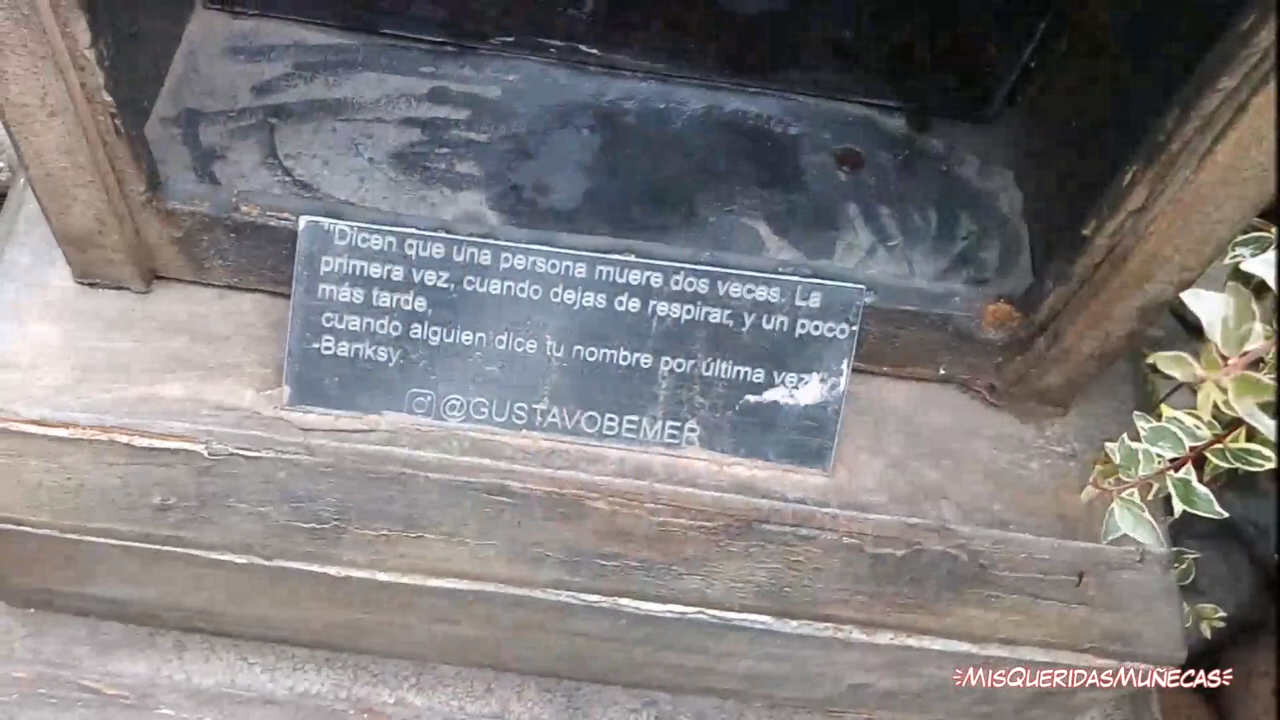 "Dicen que una persona muere dos veces. La
primera vez, cuando dejas de respirar, y un poco
más tarde,
cuando alguien dice tu nombre por última vez"
-Banksy.
@GUSTAVOBEMER
MISQUERIDASMUÑECAS